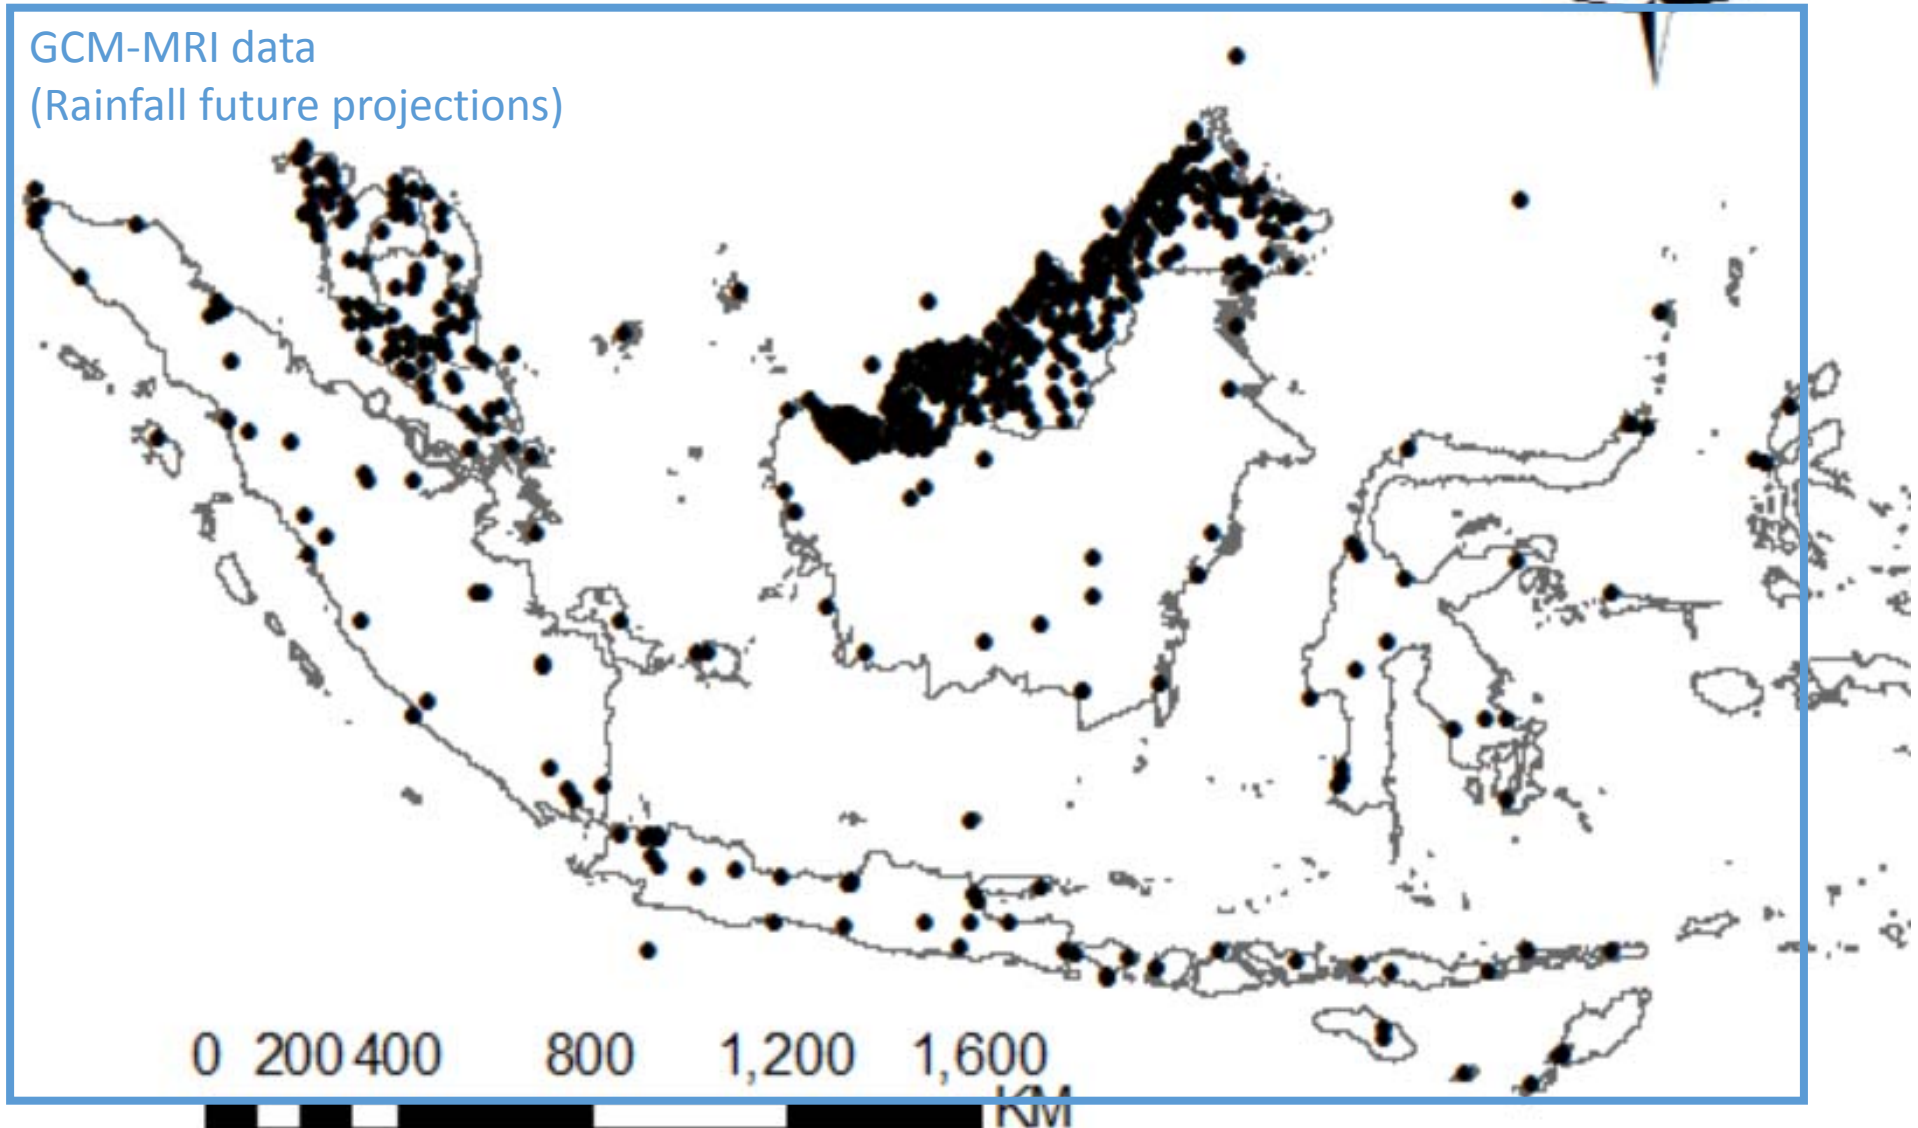 GCM-MRI data
(Rainfall future projections)
0 200 400 800 1,200 1,600
KM